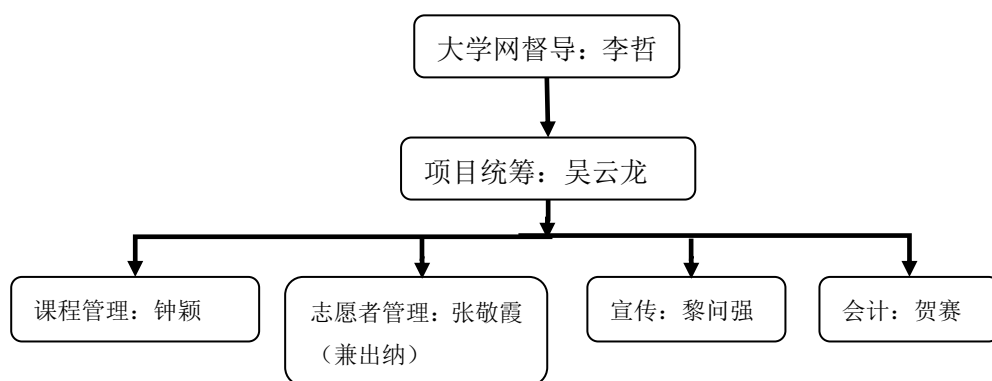 大学网督导：李哲
项目统筹：吴云龙
课程管理：钟颖
志愿者管理：张敬霞
（兼出纳）
宣传：黎问强
会计：贺赛